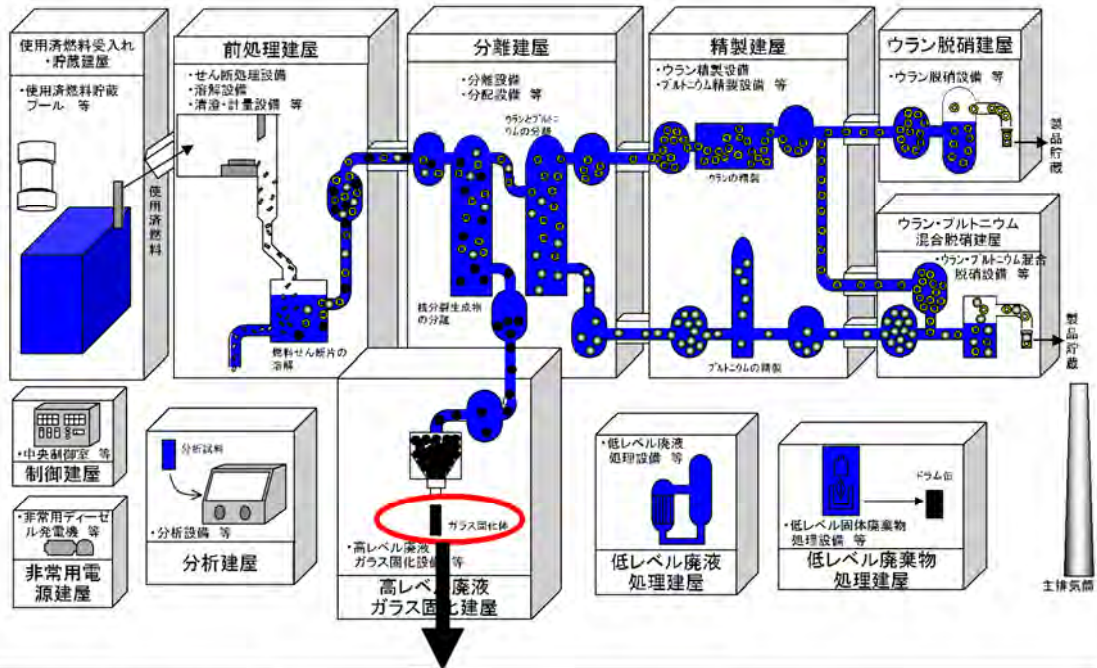 使用済燃料受入れ
・貯蔵建屋
・使用済燃料貯蔵
プール 等
使用済燃料
前処理建屋
・せん断処理設備
・溶解設備
・清澄・計量設備 等
燃料せん断片の
溶解
分離建屋
・分離設備
・分配設備 等
ウランとプルトニ
ウムの分離
核分裂生成物
の分離
精製建屋
・ウラン精製設備
・プルトニウム精製設備 等
ウランの精製
プルトニウムの精製
ウラン脱硝建屋
・ウラン脱硝設備 等
製品貯蔵
ウラン・プルトニウム
混合脱硝建屋
・ウラン・プルトニウム混合
脱硝設備 等
製品貯蔵
・中央制御室 等
制御建屋
・非常用ディーゼ
ル発電機 等
非常用電
源建屋
分析試料
・分析設備 等
分析建屋
ガラス固化体
・高レベル廃液
ガラス固化設備 等
高レベル廃液
ガラス固化建屋
・低レベル廃液
処理設備 等
低レベル廃液
処理建屋
ドラム缶
・低レベル固体廃棄物
処理設備 等
低レベル廃棄物
処理建屋
主排気筒